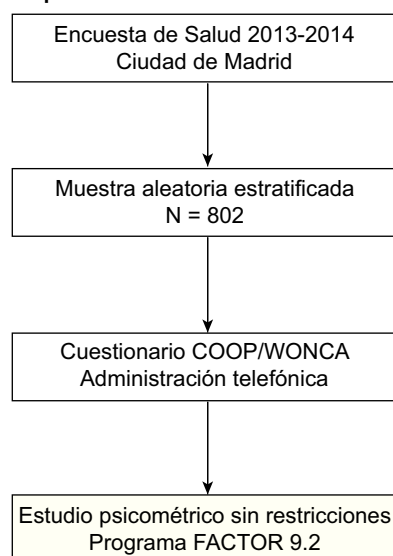 Encuesta de Salud 2013-2014
Ciudad de Madrid
Muestra aleatoria estratificada
N = 802
Cuestionario COOP/WONCA
Administración telefónica
Estudio psicométrico sin restricciones
Programa FACTOR 9.2